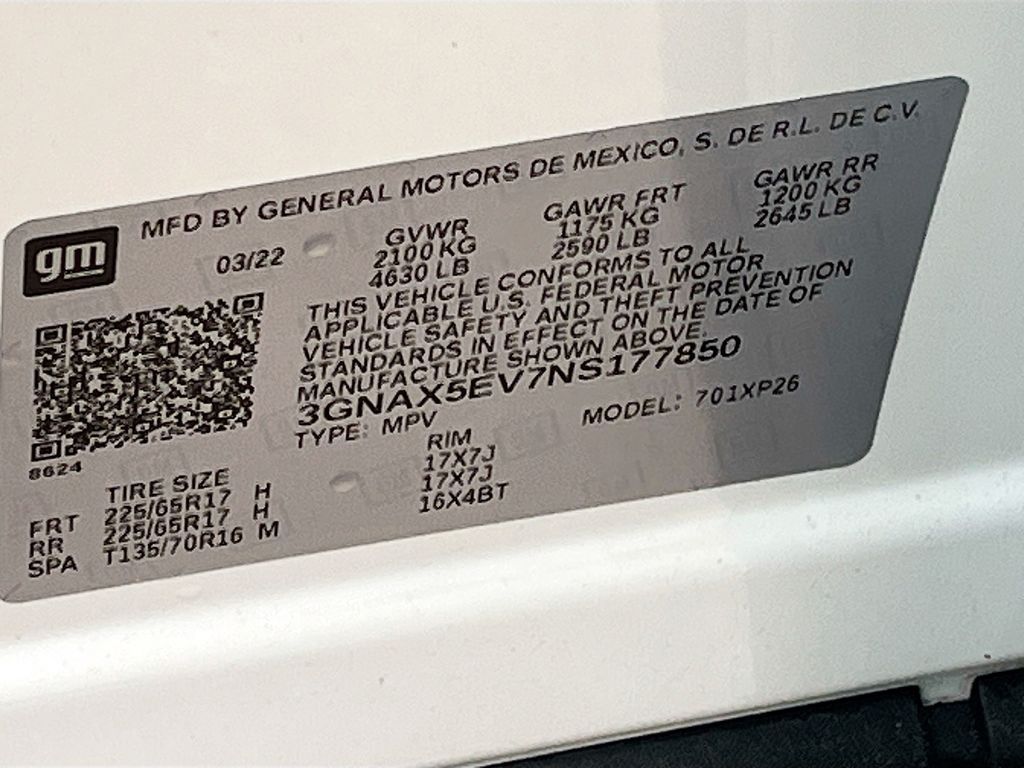 MFD BY GENERAL MOTORS DE MEXICO, S. DE R.L. DE C.V.
gm
03/22
GVWR
2100 KG
4630 LB
GAWR FRT
1175 KG
2590 LB
GAWR RR
1200 KG
2645 LB
THIS VEHICLE CONFORMS TO ALL
APPLICABLE U.S. FEDERAL MOTOR
VEHICLE SAFETY AND THEFT PREVENTION
STANDARDS IN EFFECT ON THE DATE OF
MANUFACTURE SHOWN ABOVE.
3GNAX5EV7NS177850
TYPE: MPV
MODEL: 701XP26
8624
TIRE SIZE
RIM
FRT 225/65R17 H 17X7J
RR 225/65R17 H 17X7J
SPA T135/70R16 M 16X4BT